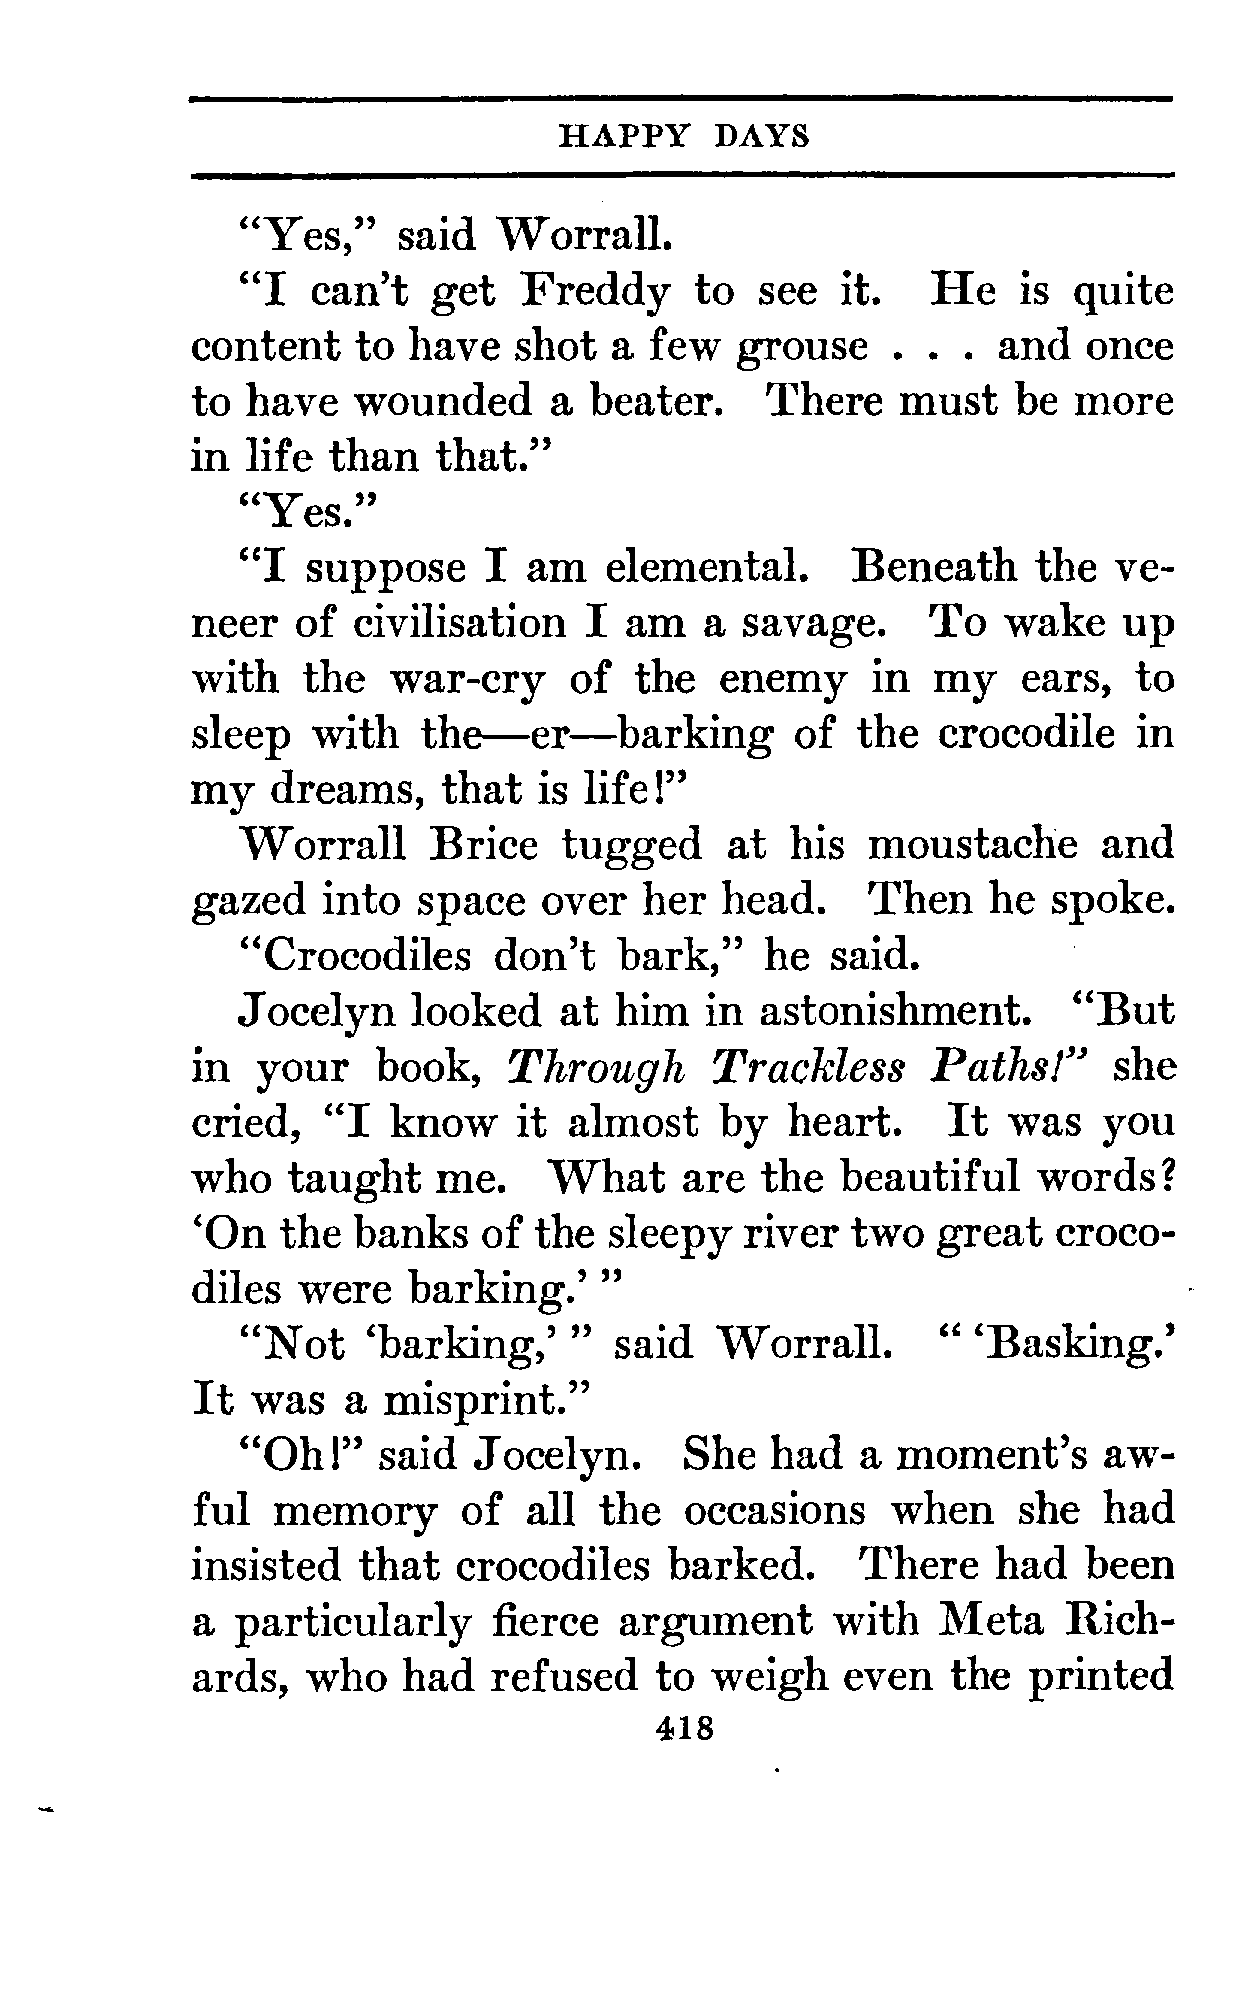 HAPPY DAYS
“Yes,” said Worrall.
“I can’t get Freddy to see it. He is quite
content to have shot a few grouse . . . and once
to have wounded a beater. There must be more
in life than that.”
“Yes.”
“I suppose I am elemental. Beneath the ve-
neer of civilisation I am a savage. To wake up
with the war-cry of the enemy in my ears, to
sleep with the—er—barking of the crocodile in
my dreams, that is life!”
Worrall Brice tugged at his moustache and
gazed into space over her head. Then he spoke.
“Crocodiles don’t bark,” he said.
Jocelyn looked at him in astonishment. “But
in your book, Through Trackless Paths!” she
cried, “I know it almost by heart. It was you
who taught me. What are the beautiful words?
‘On the banks of the sleepy river two great croco-
diles were barking.’ ”
“Not ‘barking,’ ” said Worrall. “ ‘Basking.’
It was a misprint.”
“Oh!” said Jocelyn. She had a moment’s aw-
ful memory of all the occasions when she had
insisted that crocodiles barked. There had been
a particularly fierce argument with Meta Rich-
ards, who had refused to weigh even the printed
418